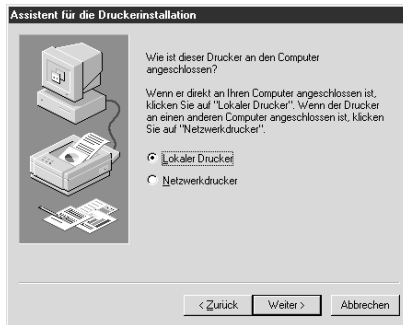 Assistent für die Druckerinstallation
Wie ist dieser Drucker an den Computer
angeschlossen?
Wenn er direkt an Ihren Computer angeschlossen ist,
klicken Sie auf "Lokaler Drucker". Wenn der Drucker
an einen anderen Computer angeschlossen ist, klicken
Sie auf "Netzwerkdrucker".
Lokaler Drucker
Netzwerkdrucker
< Zurück
Weiter >
Abbrechen